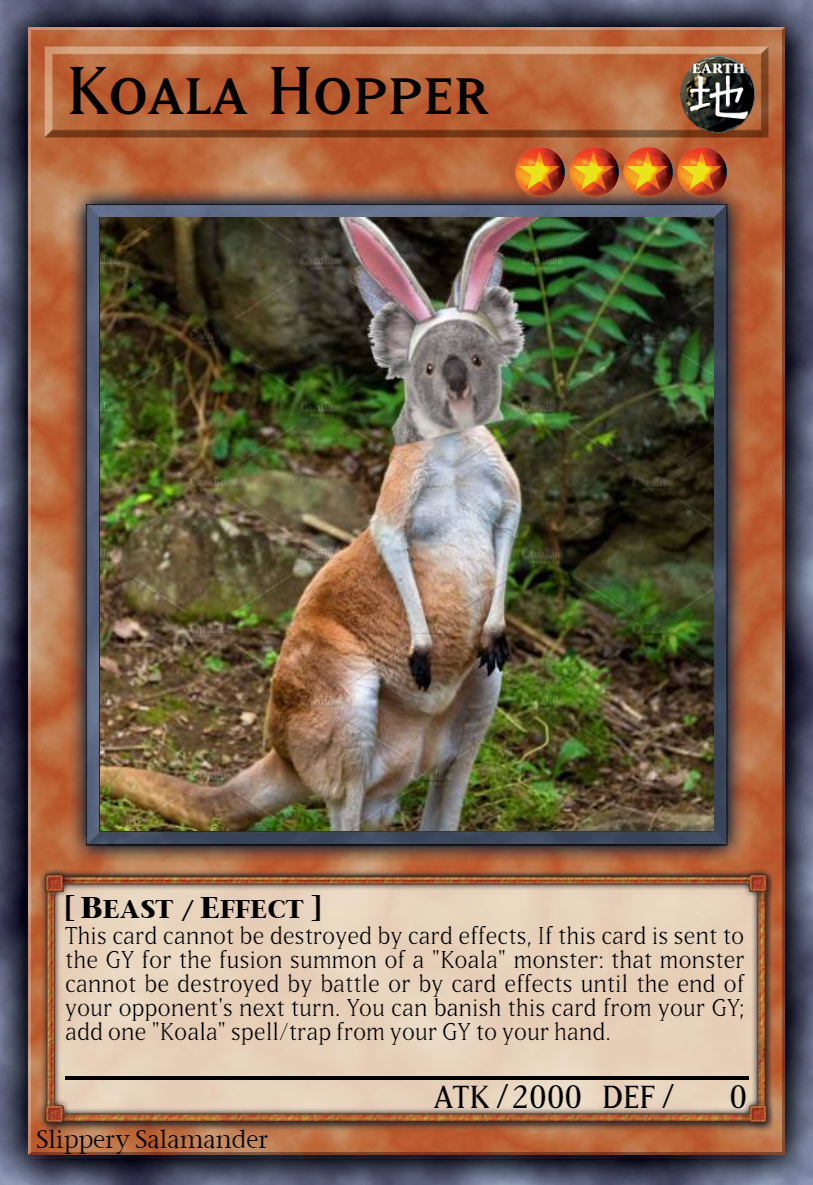 KOALA HOPPER
EARTH
地
[ BEAST / EFFECT ]
This card cannot be destroyed by card effects, If this card is sent to
the GY for the fusion summon of a "Koala" monster: that monster
cannot be destroyed by battle or by card effects until the end of
your opponent's next turn. You can banish this card from your GY;
add one "Koala" spell/trap from your GY to your hand.
ATK / 2000 DEF / 0
Slippery Salamander